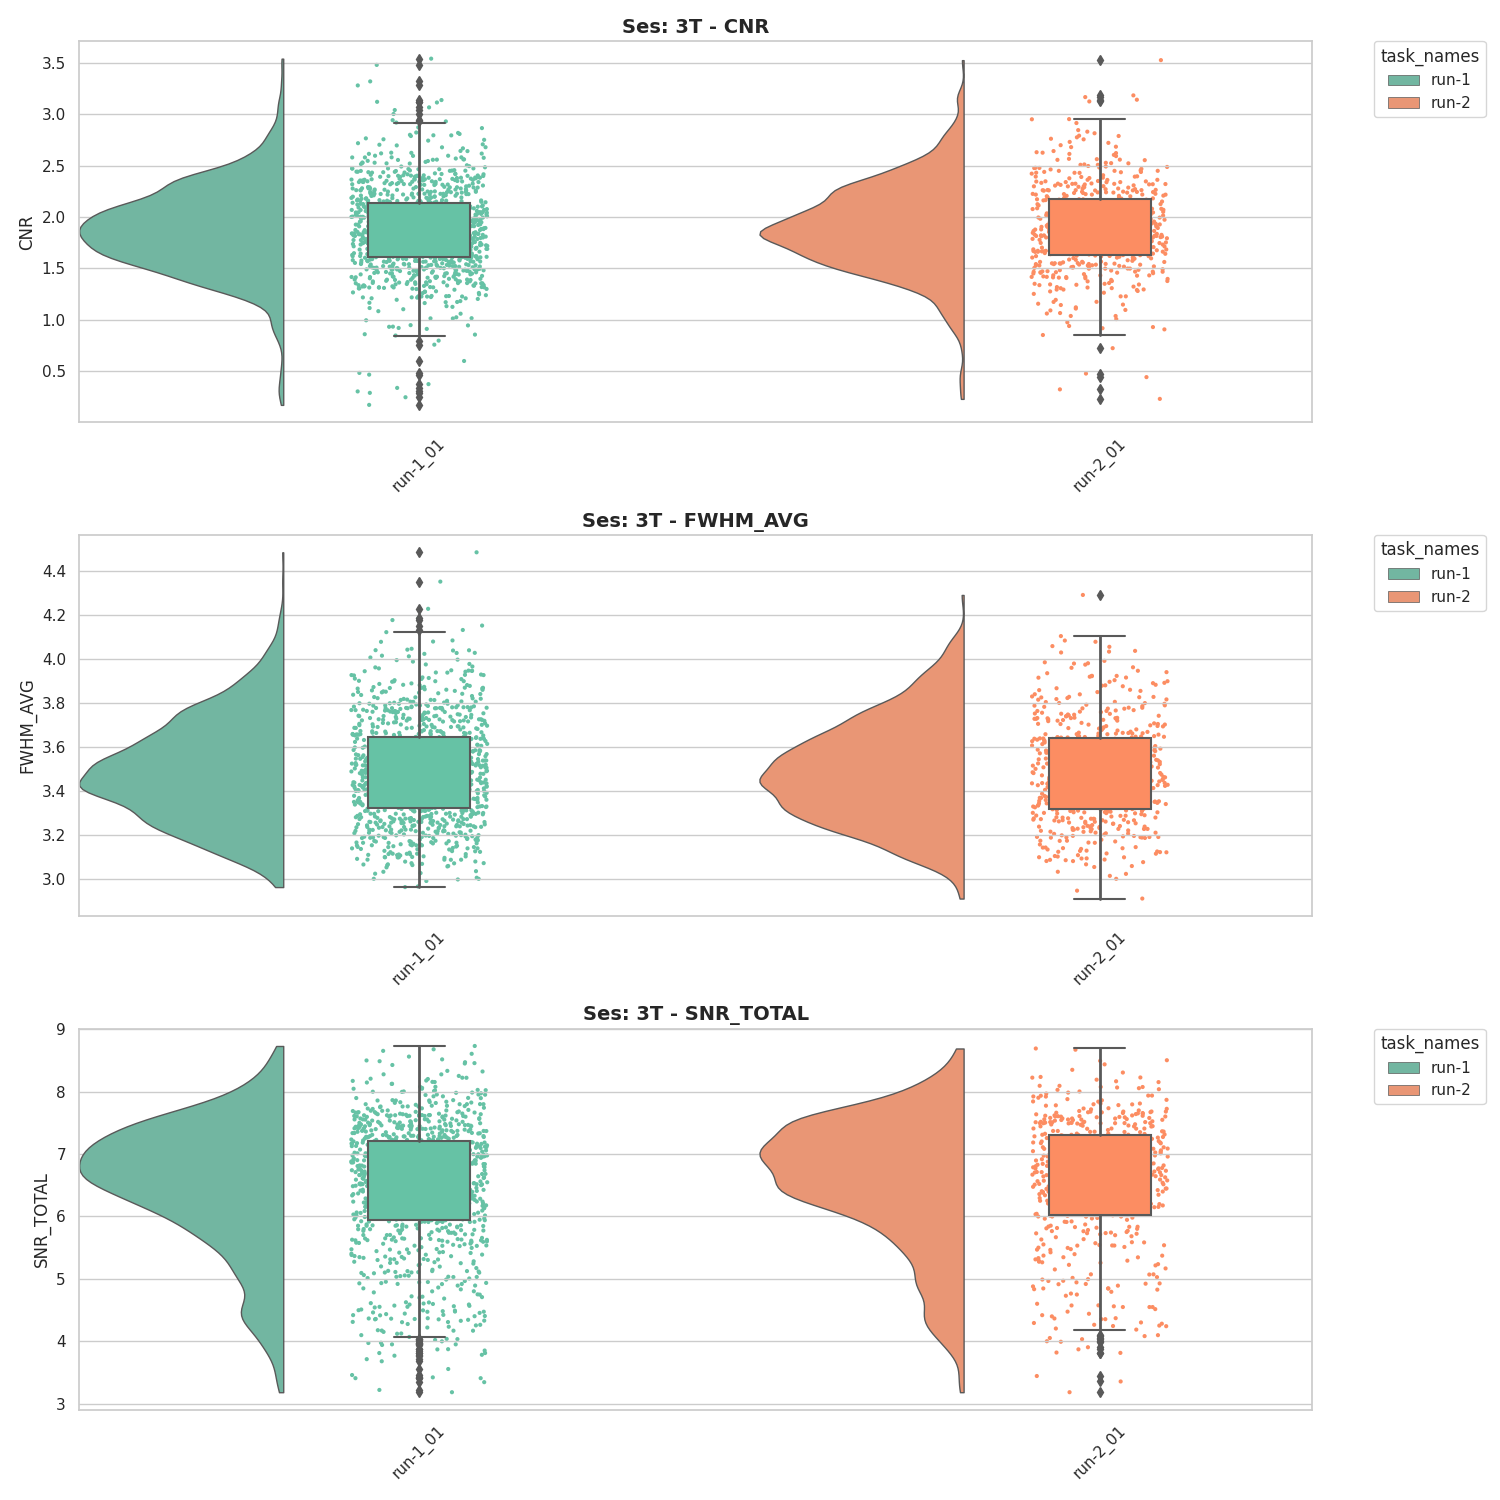 Ses: 3T - CNR
3.5
3.0
2.5
2.0
1.5
1.0
0.5
CNR
run-1_01
run-2_01
task_names
run-1
run-2
Ses: 3T - FWHM_AVG
4.4
4.2
4.0
3.8
3.6
3.4
3.2
3.0
FWHM_AVG
run-1_01
run-2_01
task_names
run-1
run-2
Ses: 3T - SNR_TOTAL
9
8
7
6
5
4
3
SNR_TOTAL
run-1_01
run-2_01
task_names
run-1
run-2